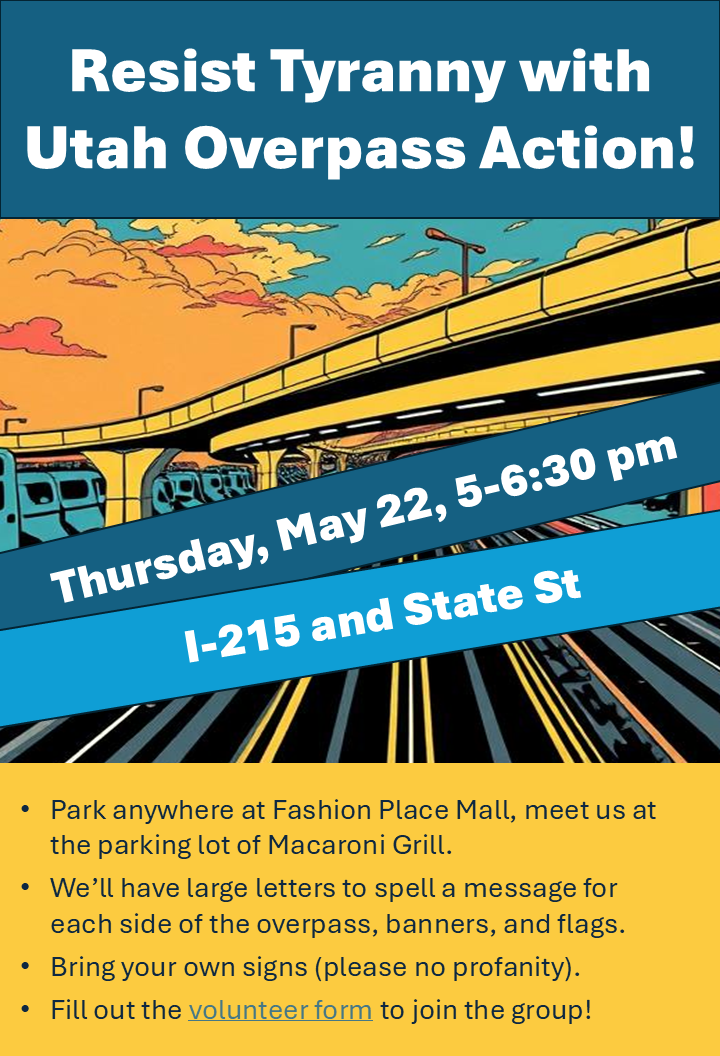 Resist Tyranny with
Utah Overpass Action!
Thursday, May 22, 5-6:30 pm
I-215 and State St
• Park anywhere at Fashion Place Mall, meet us at
the parking lot of Macaroni Grill.
• We’ll have large letters to spell a message for
each side of the overpass, banners, and flags.
• Bring your own signs (please no profanity).
• Fill out the volunteer form to join the group!